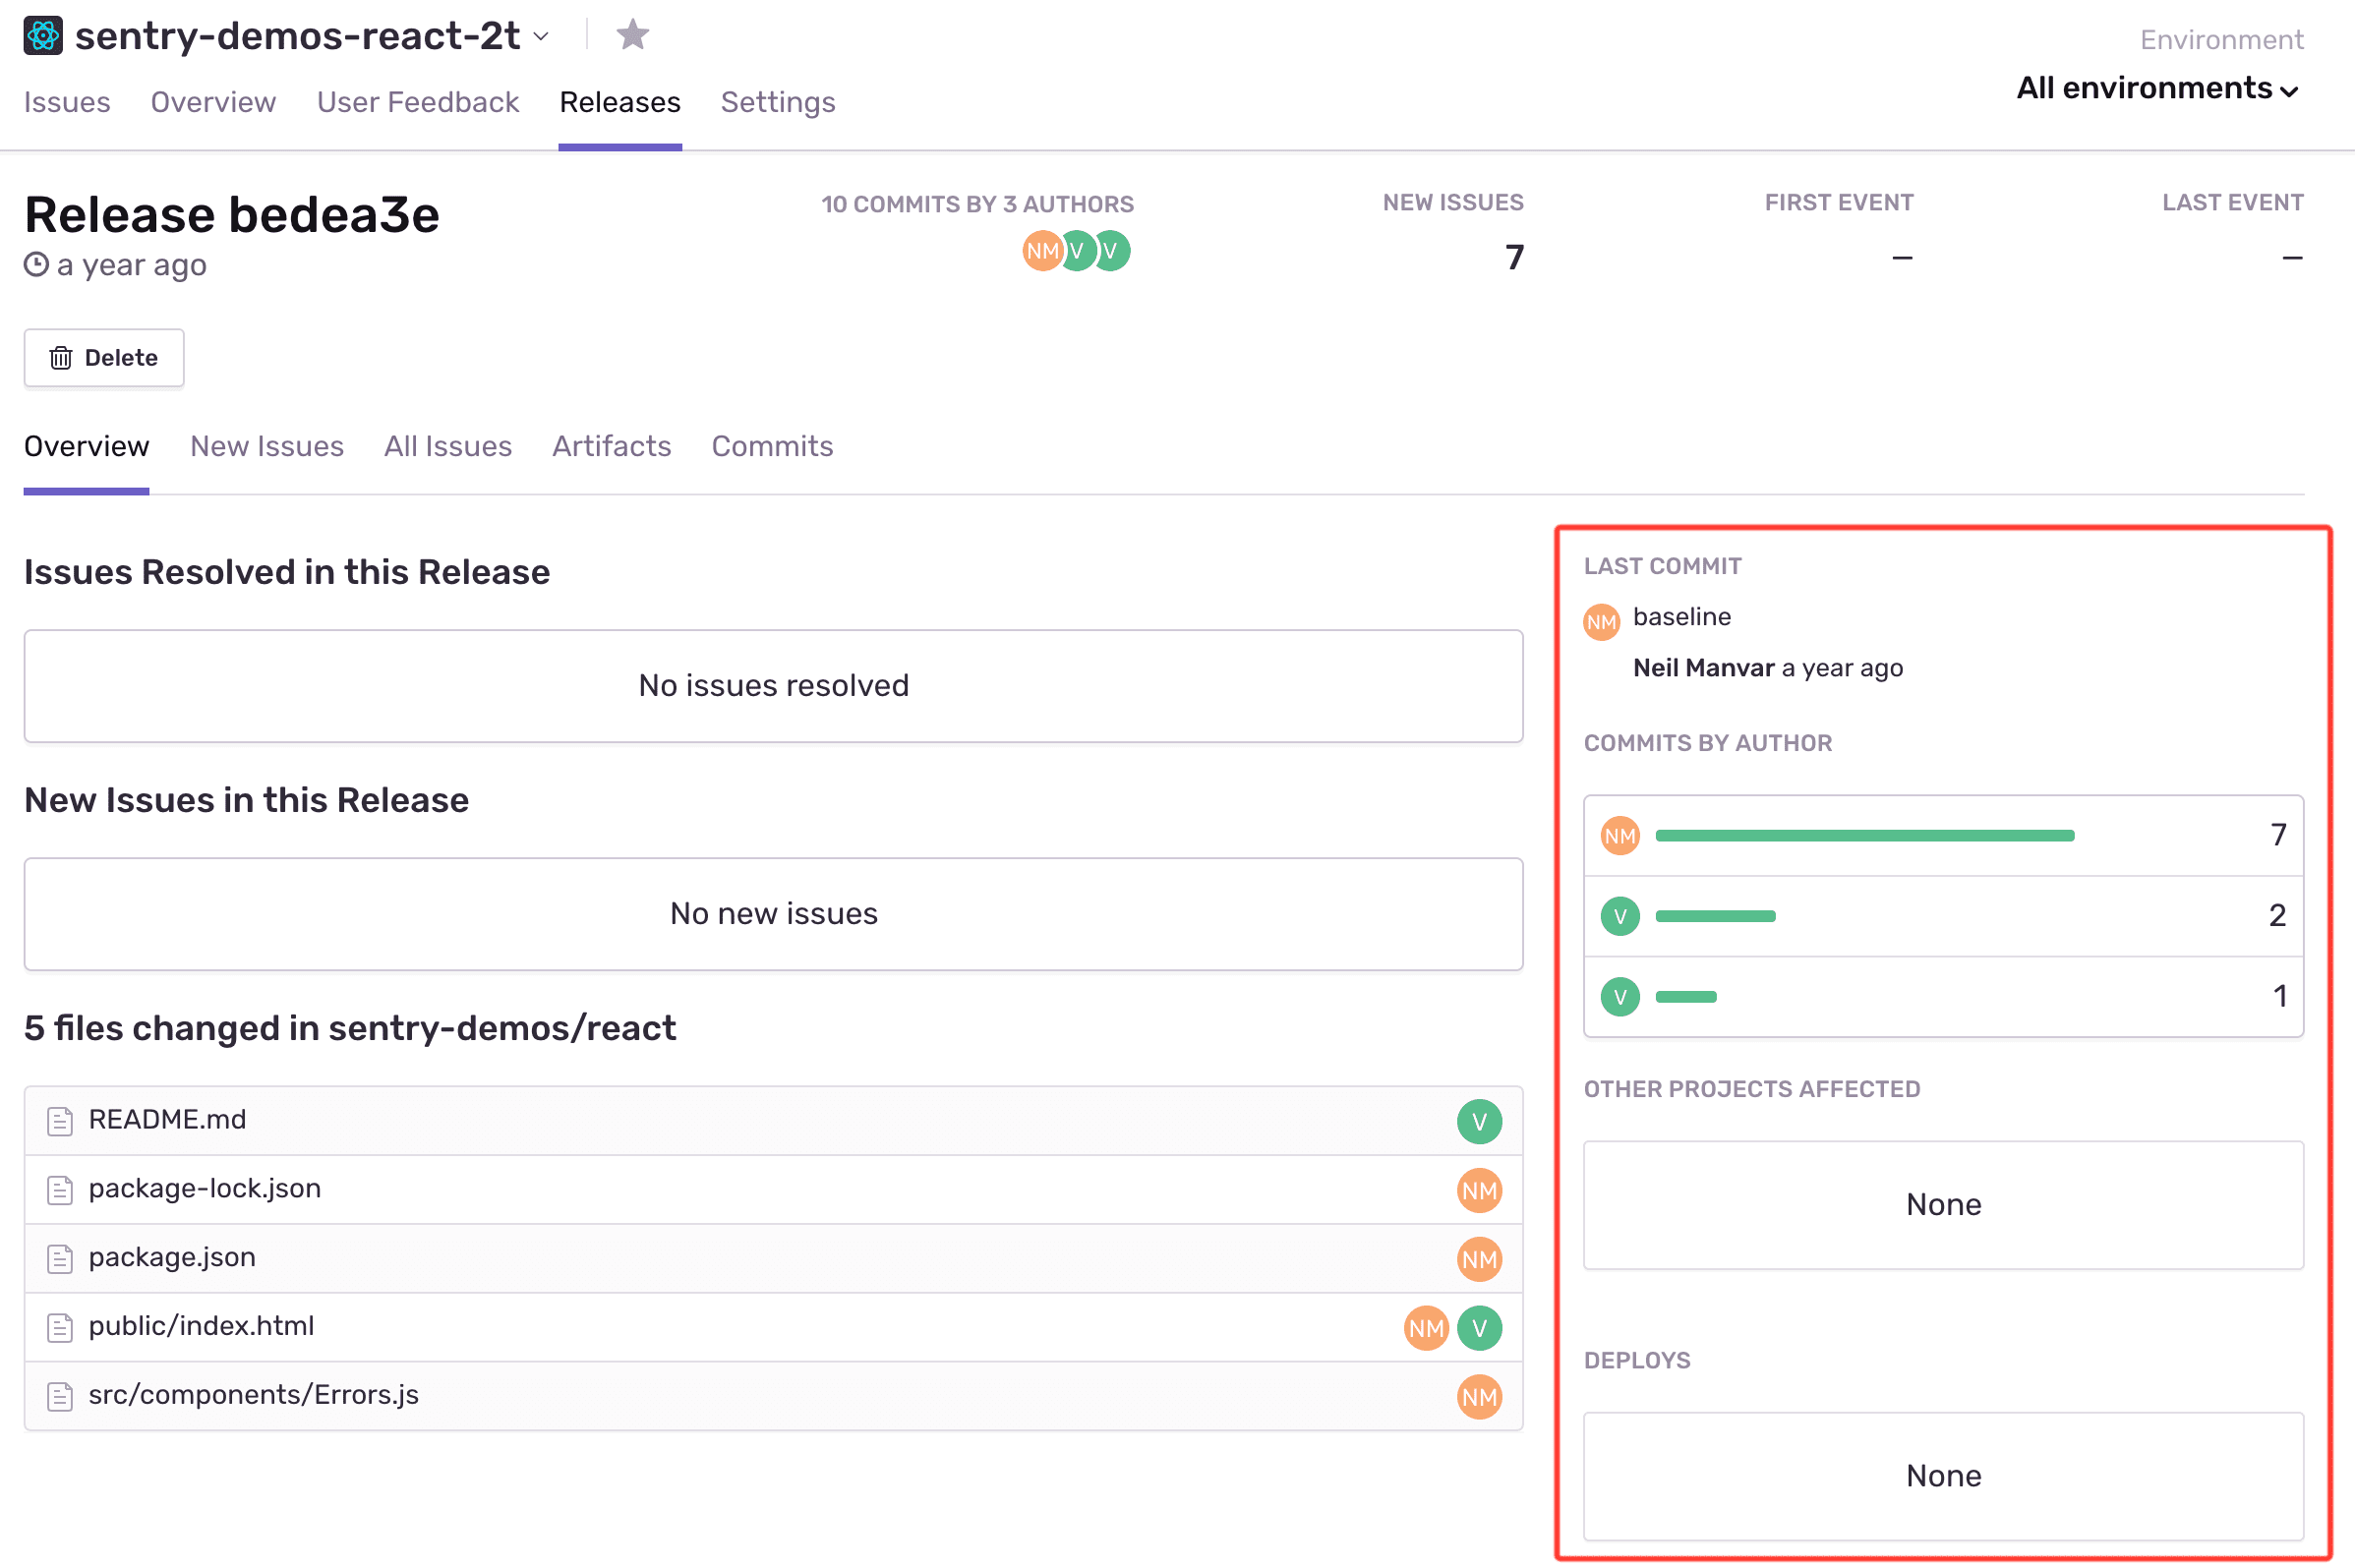 sentry-demos-react-2t
Environment
All environments
Issues Overview User Feedback Releases Settings
Release bedea3e
a year ago
10 COMMITS BY 3 AUTHORS
NM V V
NEW ISSUES
7
FIRST EVENT
—
LAST EVENT
—
Delete
Overview New Issues All Issues Artifacts Commits
Issues Resolved in this Release
No issues resolved
New Issues in this Release
No new issues
5 files changed in sentry-demos/react
README.md V
package-lock.json NM
package.json NM
public/index.html NM V
src/components/Errors.js NM
LAST COMMIT
NM baseline
Neil Manvar a year ago
COMMITS BY AUTHOR
NM 7
V 2
V 1
OTHER PROJECTS AFFECTED
None
DEPLOYS
None